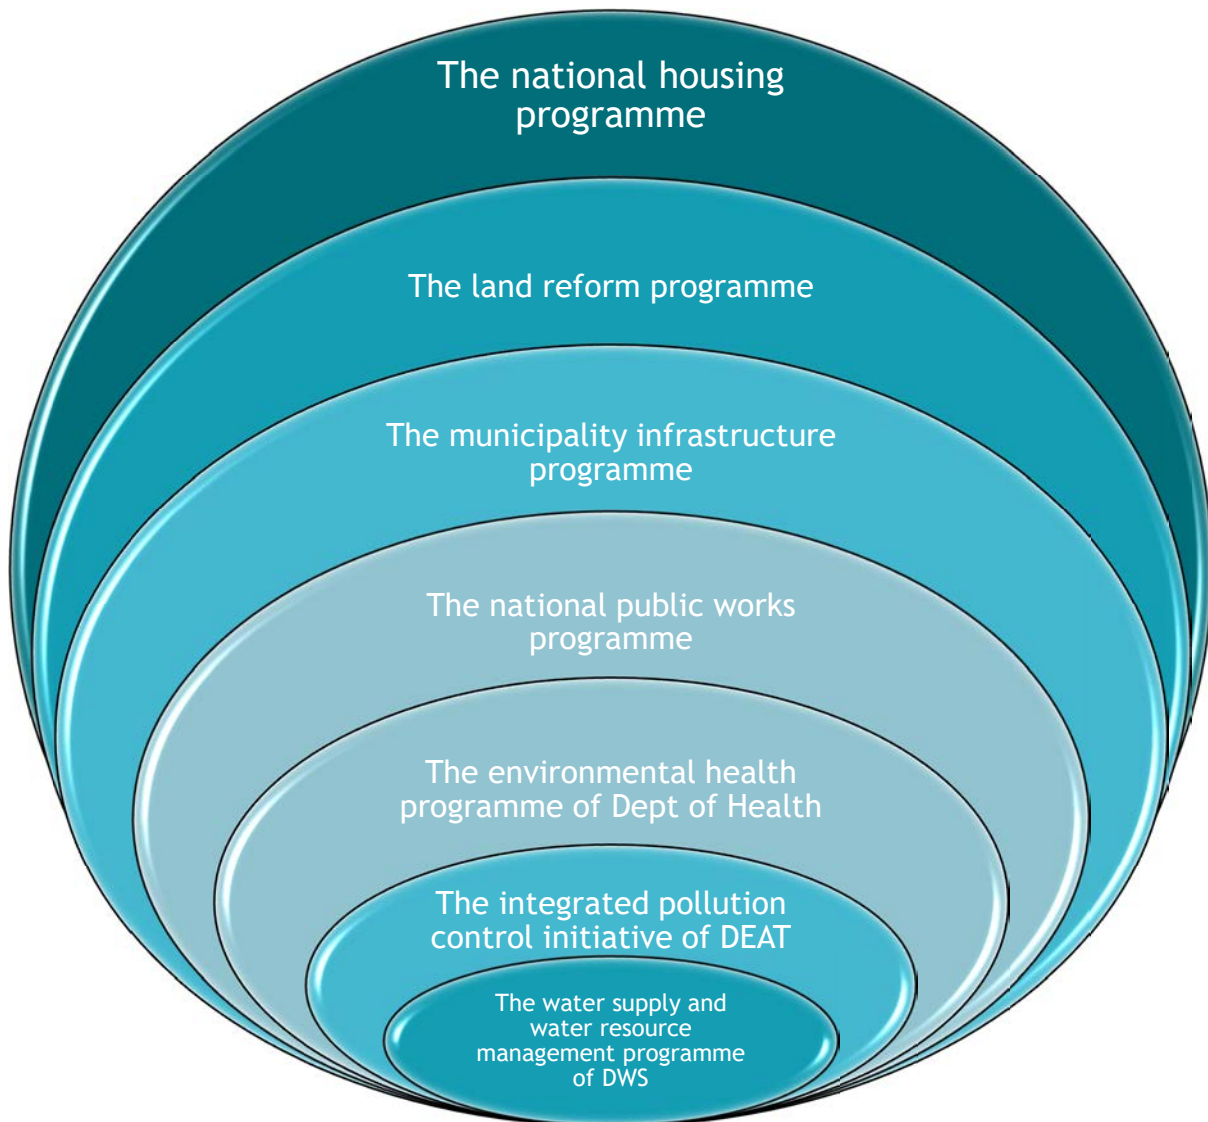 The national housing
programme
The land reform programme
The municipality infrastructure
programme
The national public works
programme
The environmental health
programme of Dept of Health
The integrated pollution
control initiative of DEAT
The water supply and
water resource
management programme
of DWS